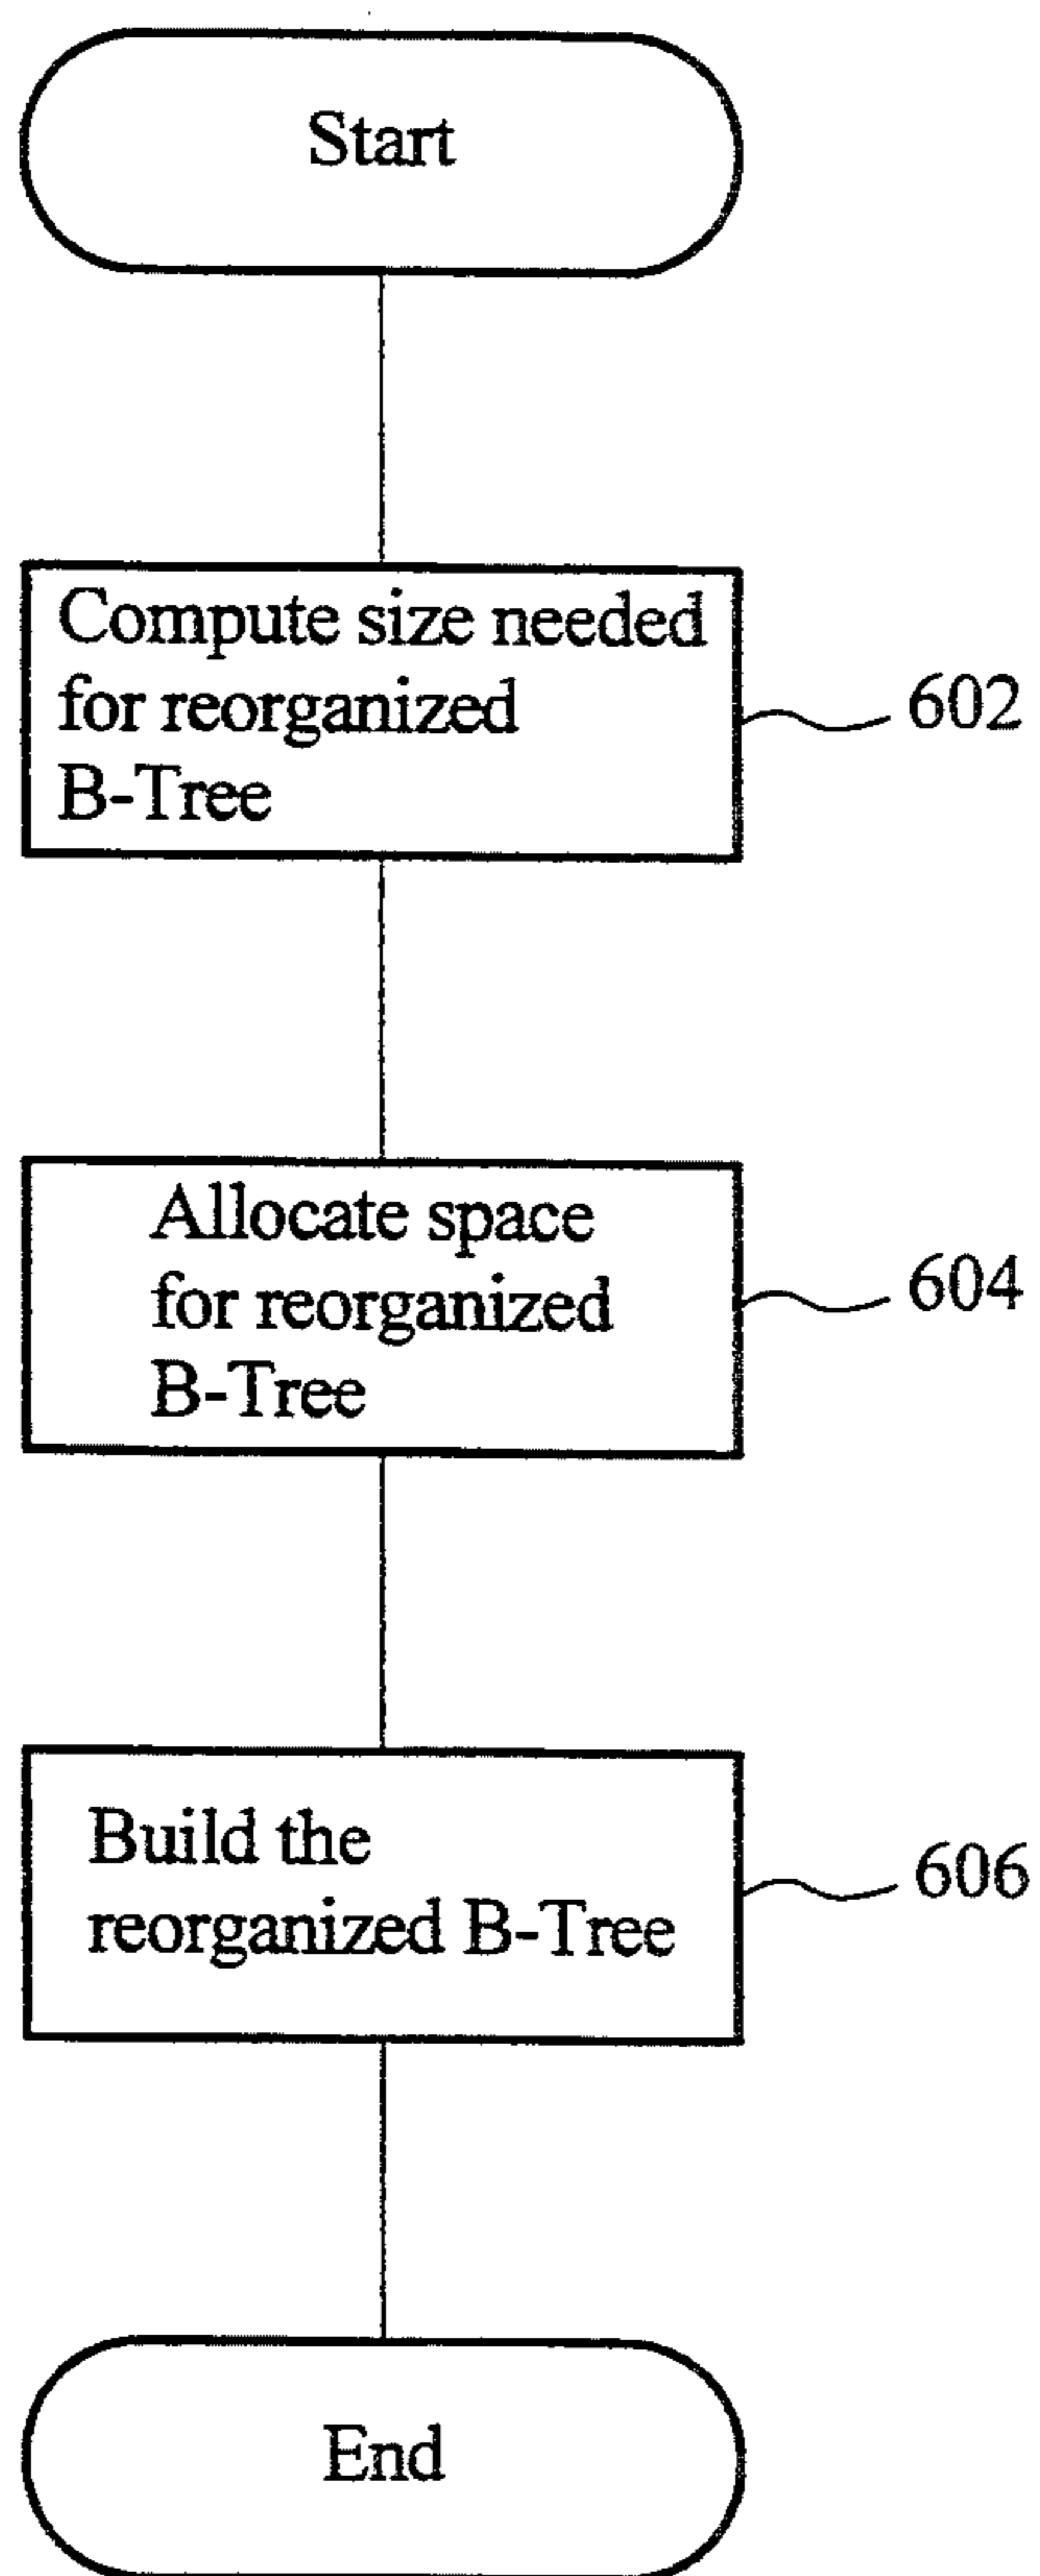 Start
Compute size needed
for reorganized
B-Tree
602
Allocate space
for reorganized
B-Tree
604
Build the
reorganized B-Tree
606
End